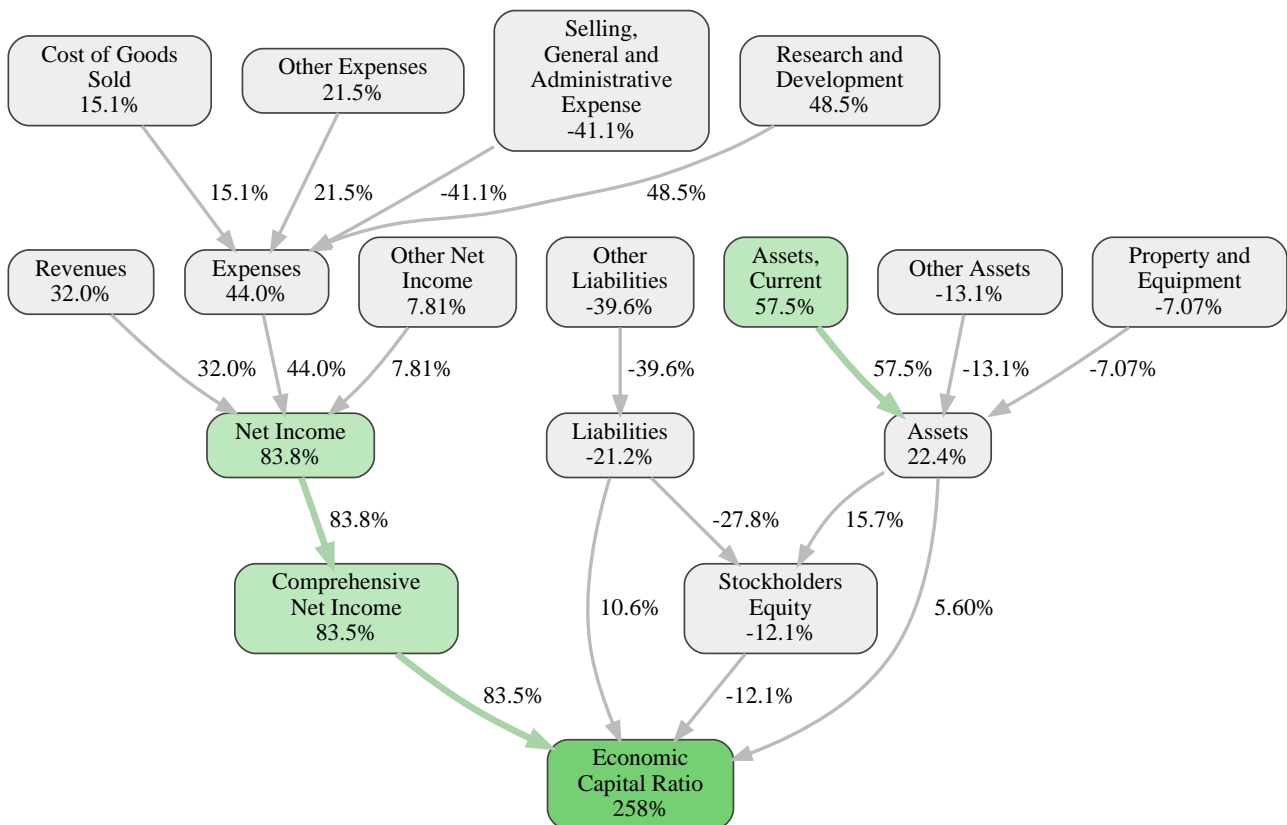 Cost of Goods
Sold
15.1%
Other Expenses
21.5%
Selling,
General and
Administrative
Expense
-41.1%
Research and
Development
48.5%
15.1%
21.5%
-41.1%
48.5%
Revenues
32.0%
Expenses
44.0%
Other Net
Income
7.81%
Other
Liabilities
-39.6%
Assets,
Current
57.5%
Other Assets
-13.1%
Property and
Equipment
-7.07%
32.0%
44.0%
7.81%
-39.6%
57.5%
-13.1%
-7.07%
Net Income
83.8%
Liabilities
-21.2%
Assets
22.4%
83.8%
-27.8%
15.7%
Comprehensive
Net Income
83.5%
10.6%
Stockholders
Equity
-12.1%
5.60%
83.5%
-12.1%
Economic
Capital Ratio
258%